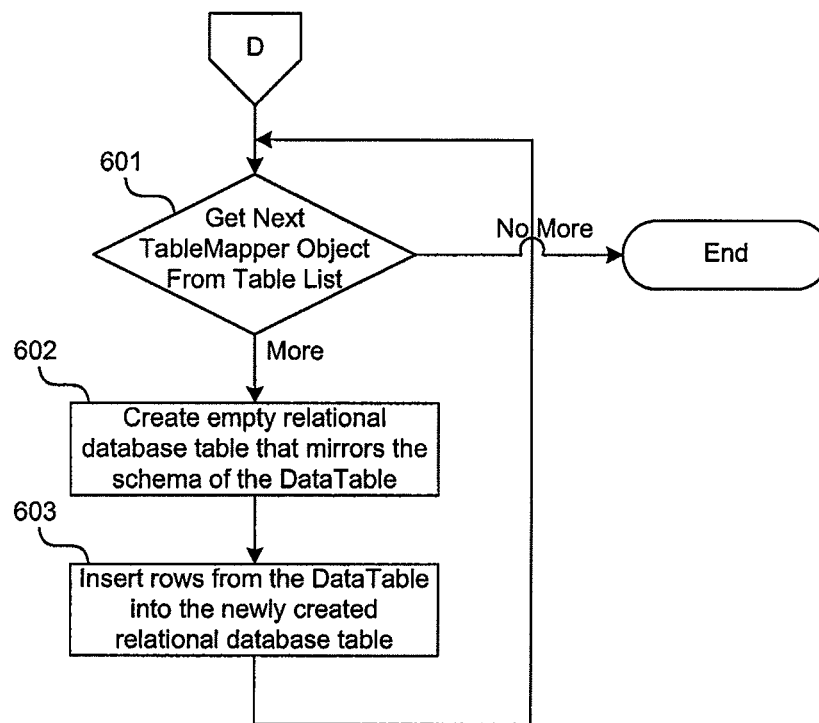 D
601
Get Next
TableMapper Object
From Table List
No More
End
More
602
Create empty relational
database table that mirrors the
schema of the DataTable
603
Insert rows from the DataTable
into the newly created
relational database table